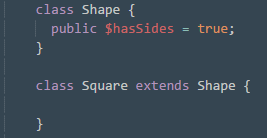 class Shape {
public $hasSides = true;
}
class Square extends Shape {
}